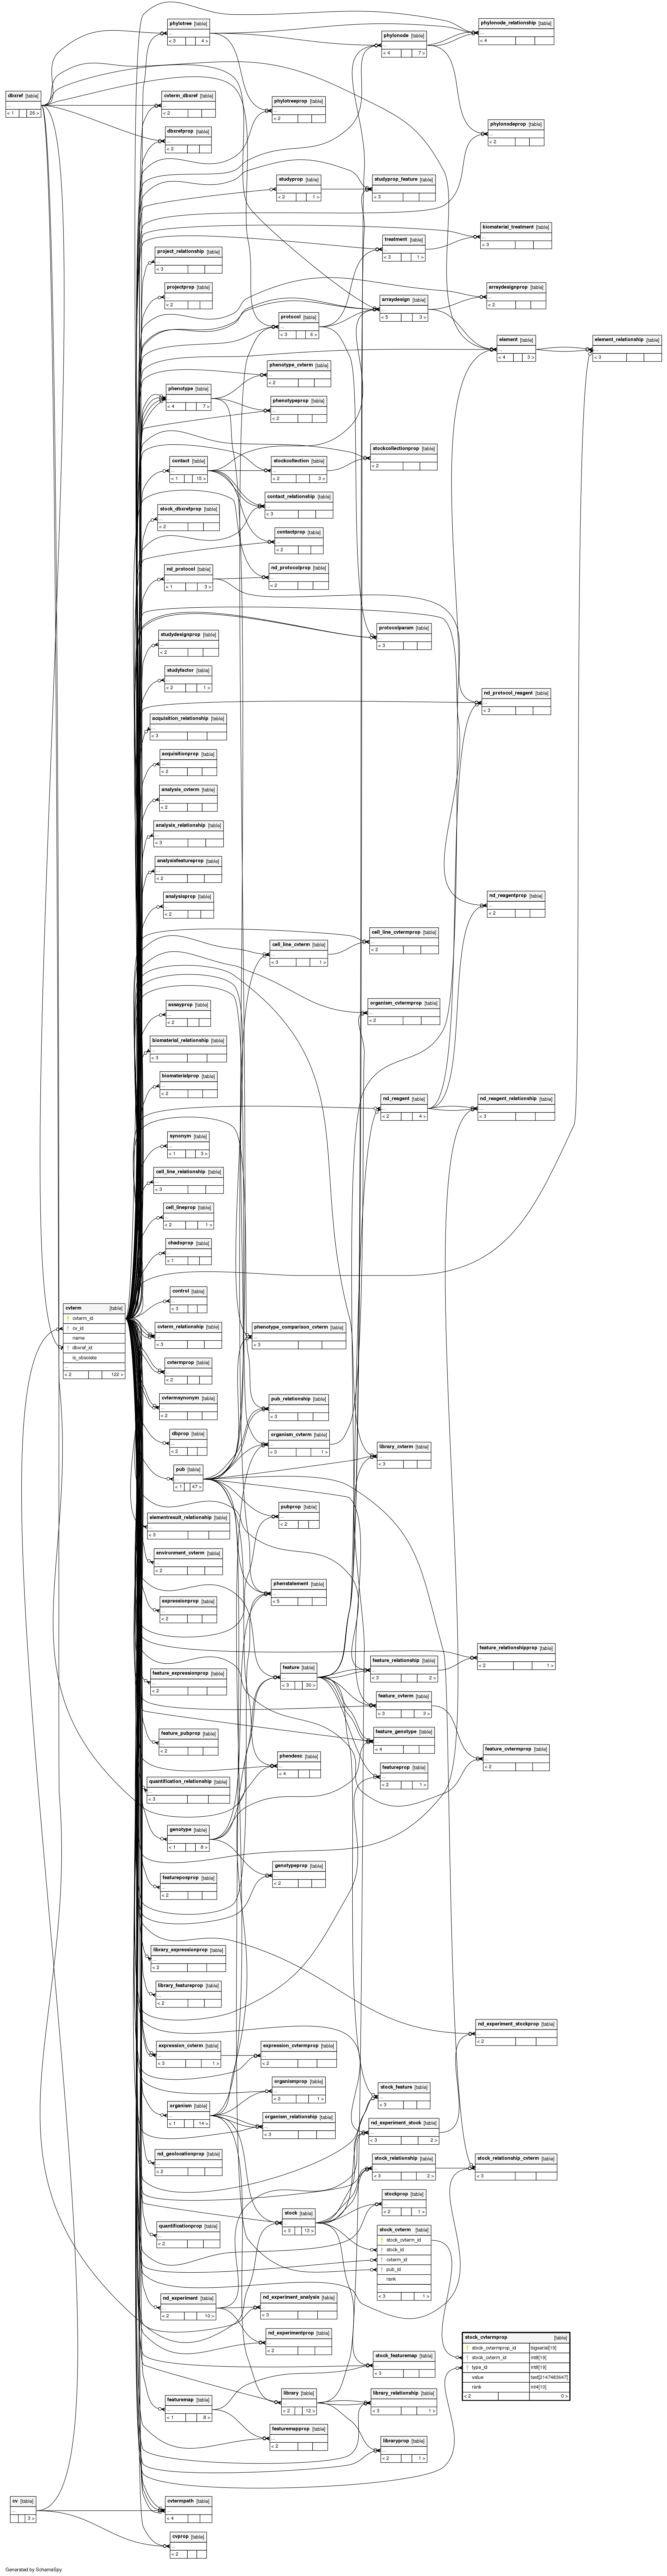 phylotree [table]
...
< 3 4 >
phylonode_relationship [table]
...
< 4
phylonode [table]
...
< 4 7 >
dbxref [table]
...
< 1 26 >
cvterm_dbxref [table]
...
< 2
phylotreeprop [table]
...
< 2
phylonodeprop [table]
...
< 2
dbxrefprop [table]
...
< 2
studyprop [table]
...
< 2 1 >
studyprop_feature [table]
...
< 3
biomaterial_treatment [table]
...
< 3
treatment [table]
...
< 3 1 >
project_relationship [table]
...
< 3
projectprop [table]
...
< 2
arraydesignprop [table]
...
< 2
arraydesign [table]
...
< 5 3 >
protocol [table]
...
< 3 6 >
element [table]
...
< 4 3 >
element_relationship [table]
...
< 3
phenotype_cvterm [table]
...
< 2
phenotype [table]
...
< 4 7 >
phenotypeprop [table]
...
< 2
stockcollectionprop [table]
...
< 2
contact [table]
...
< 1 15 >
stockcollection [table]
...
< 2 3 >
contact_relationship [table]
...
< 3
stock_dbxrefprop [table]
...
< 2
contactprop [table]
...
< 2
nd_protocol [table]
...
< 1 3 >
nd_protocolprop [table]
...
< 2
protocolparam [table]
...
< 3
studydesignprop [table]
...
< 2
studyfactor [table]
...
< 2 1 >
nd_protocol_reagent [table]
...
< 3
acquisition_relationship [table]
...
< 3
acquisitionprop [table]
...
< 2
analysis_cvterm [table]
...
< 2
analysis_relationship [table]
...
< 3
analysisfeatureprop [table]
...
< 2
analysisprop [table]
...
< 2
nd_reagentprop [table]
...
< 2
cell_line_cvtermprop [table]
...
< 2
cell_line_cvterm [table]
...
< 3 1 >
organism_cvtermprop [table]
...
< 2
assayprop [table]
...
< 2
biomaterial_relationship [table]
...
< 3
biomaterialprop [table]
...
< 2
nd_reagent [table]
...
< 2 4 >
nd_reagent_relationship [table]
...
< 3
synonym [table]
...
< 1 3 >
cell_line_relationship [table]
...
< 3
cell_lineprop [table]
...
< 2 1 >
chadoprop [table]
...
< 1
control [table]
...
< 3
cvterm [table]
cvterm_id
cv_id
name
dbxref_id
is_obsolete
...
< 2 122 >
cvterm_relationship [table]
...
< 3
phenotype_comparison_cvterm [table]
...
< 3
cvtermprop [table]
...
< 2
cvtermsynonym [table]
...
< 2
pub_relationship [table]
...
< 3
dbprop [table]
...
< 2
organism_cvterm [table]
...
< 3 1 >
library_cvterm [table]
...
< 3
pub [table]
...
< 1 47 >
pubprop [table]
...
< 2
elementresult_relationship [table]
...
< 5
environment_cvterm [table]
...
< 2
phenstatement [table]
...
< 5
expressionprop [table]
...
< 2
feature_relationshipprop [table]
...
< 2 1 >
feature_relationship [table]
...
< 3 2 >
feature [table]
...
< 3 30 >
feature_expressionprop [table]
...
< 2
feature_cvterm [table]
...
< 3 3 >
feature_pubprop [table]
...
< 2
feature_genotype [table]
...
< 4
feature_cvtermprop [table]
...
< 2
phendesc [table]
...
< 4
featureprop [table]
...
< 2 1 >
quantification_relationship [table]
...
< 3
genotype [table]
...
< 1 8 >
genotypeprop [table]
...
< 2
featureposprop [table]
...
< 2
library_expressionprop [table]
...
< 2
library_featureprop [table]
...
< 2
nd_experiment_stockprop [table]
...
< 2
expression_cvterm [table]
...
< 3 1 >
expression_cvtermprop [table]
...
< 2
organismprop [table]
...
< 2 1 >
stock_feature [table]
...
< 3
organism [table]
...
< 1 14 >
organism_relationship [table]
...
< 3
nd_experiment_stock [table]
...
< 3 2 >
nd_geolocationprop [table]
...
< 2
stock_relationship [table]
...
< 3 2 >
stock_relationship_cvterm [table]
...
< 3
stockprop [table]
...
< 2 1 >
stock [table]
...
< 3 13 >
quantificationprop [table]
...
< 2
stock_cvterm [table]
stock_cvterm_id
stock_id
cvterm_id
pub_id
rank
...
< 3 1 >
nd_experiment [table]
...
< 2 10 >
nd_experiment_analysis [table]
...
< 3
nd_experimentprop [table]
...
< 2
stock_cvtermprop [table]
stock_cvtermprop_id bigserial[19]
stock_cvterm_id int8[19]
type_id int8[19]
value text[2147483647]
rank int4[10]
< 2 0 >
stock_featuremap [table]
...
< 3
library [table]
...
< 2 12 >
library_relationship [table]
...
< 3 1 >
featuremap [table]
...
< 1 8 >
featuremapprop [table]
...
< 2
libraryprop [table]
...
< 2 1 >
cv [table]
...
3 >
cvtermpath [table]
...
< 4
cvprop [table]
...
< 2
Generated by SchemaSpy